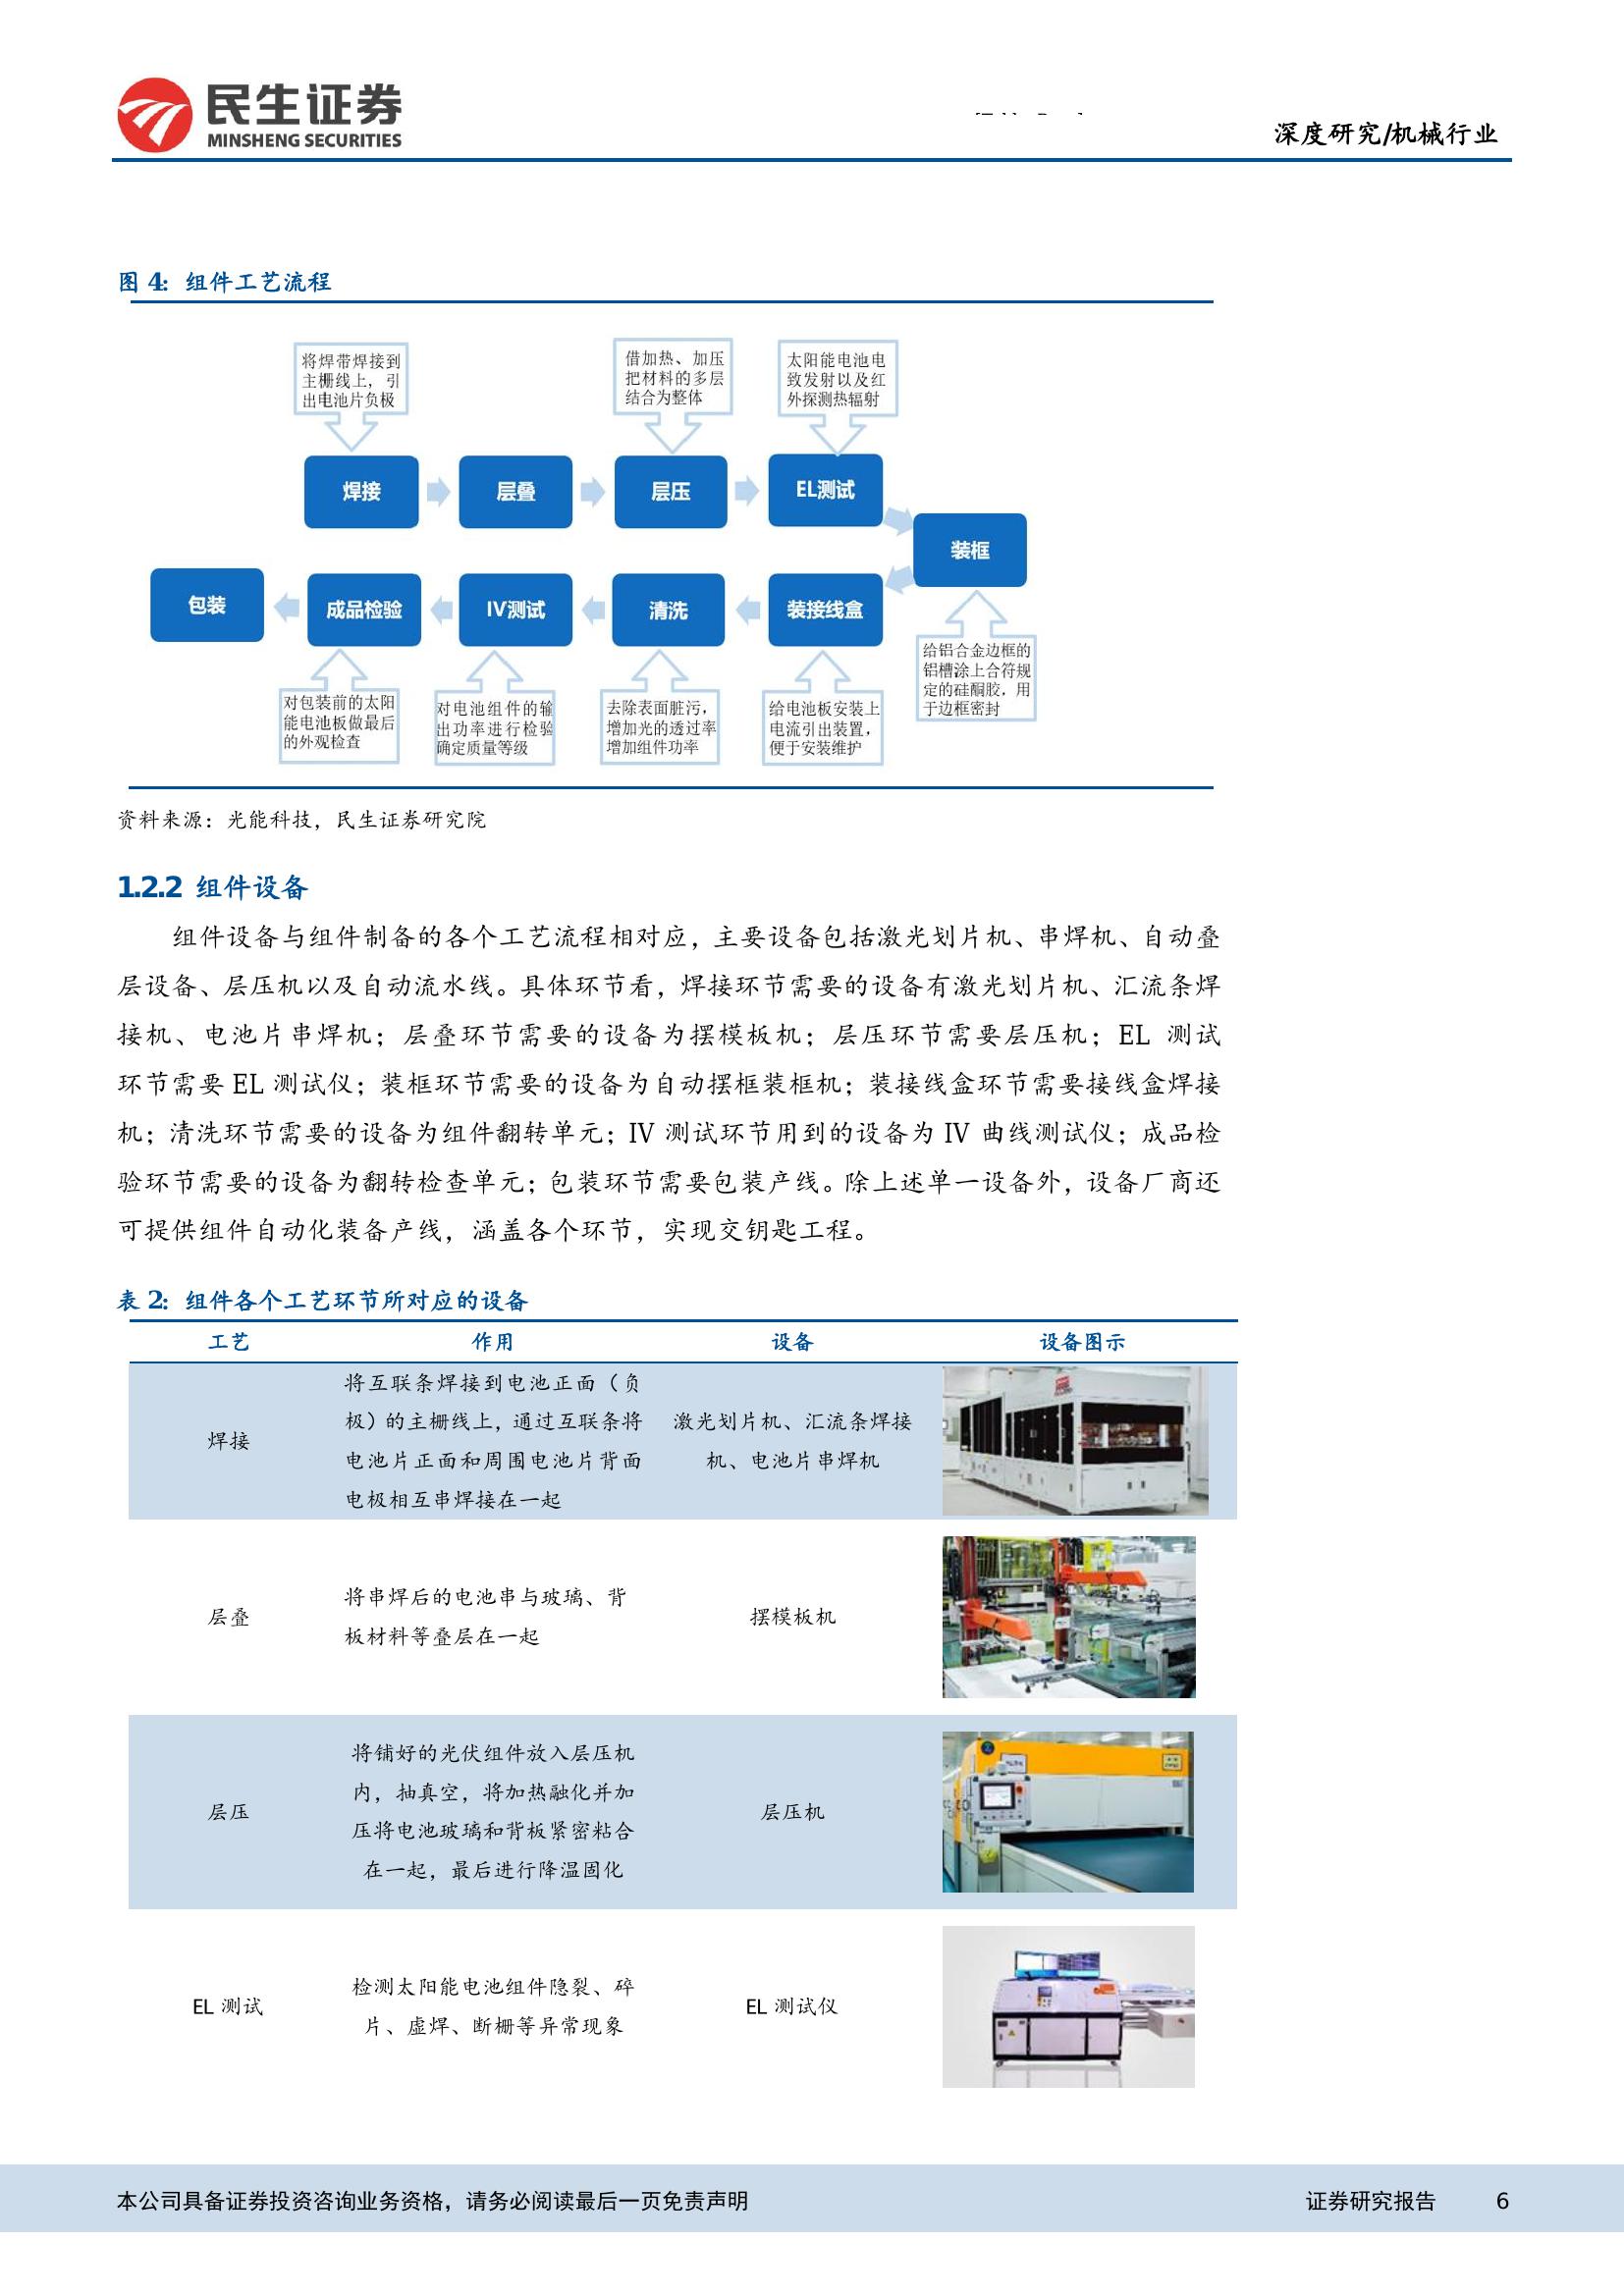 民生证券
MINSHENG SECURITIES
深度研究/机械行业
图 4：组件工艺流程
将焊带焊接到
主栅线上，引
出电池片负极
借加热、加压
把材料的多层
结合为整体
太阳能电池电
致发射以及红
外探测热辐射
焊接
层叠
层压
EL测试
装框
包装
成品检验
IV测试
清洗
装接线盒
给铝合金边框的
铝槽涂上合符规
定的硅酮胶，用
于边框密封
对包装前的太阳
能电池板做最后
的外观检查
对电池组件的输
出功率进行检验
确定质量等级
去除表面脏污，
增加光的透过率
增加组件功率
给电池板安装上
电流引出装置，
便于安装维护
资料来源：光能科技，民生证券研究院
1.2.2 组件设备
组件设备与组件制备的各个工艺流程相对应，主要设备包括激光划片机、串焊机、自动叠
层设备、层压机以及自动流水线。具体环节看，焊接环节需要的设备有激光划片机、汇流条焊
接机、电池片串焊机；层叠环节需要的设备为摆模板机；层压环节需要层压机；EL 测试
环节需要 EL 测试仪；装框环节需要的设备为自动摆框装框机；装接线盒环节需要接线盒焊接
机；清洗环节需要的设备为组件翻转单元；IV 测试环节用到的设备为 IV 曲线测试仪；成品检
验环节需要的设备为翻转检查单元；包装环节需要包装产线。除上述单一设备外，设备厂商还
可提供组件自动化装备产线，涵盖各个环节，实现交钥匙工程。
表 2：组件各个工艺环节所对应的设备
工艺 作用 设备 设备图示
焊接
将互联条焊接到电池正面（负
极）的主栅线上，通过互联条将
电池片正面和周围电池片背面
电极相互串焊接在一起
激光划片机、汇流条焊接
机、电池片串焊机
层叠
将串焊后的电池串与玻璃、背
板材料等叠层在一起
摆模板机
层压
将铺好的光伏组件放入层压机
内，抽真空，将加热融化并加
压将电池玻璃和背板紧密粘合
在一起，最后进行降温固化
层压机
EL 测试
检测太阳能电池组件隐裂、碎
片、虚焊、断栅等异常现象
EL 测试仪
本公司具备证券投资咨询业务资格，请务必阅读最后一页免责声明
证券研究报告 6